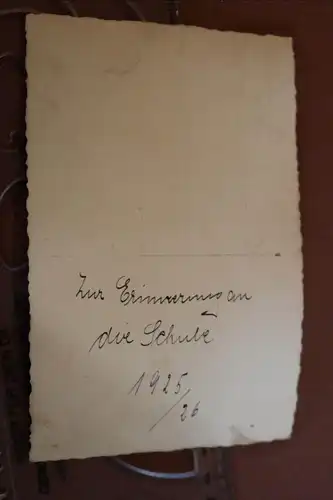 Zur Erinnerung an
die Schule
1925
/26